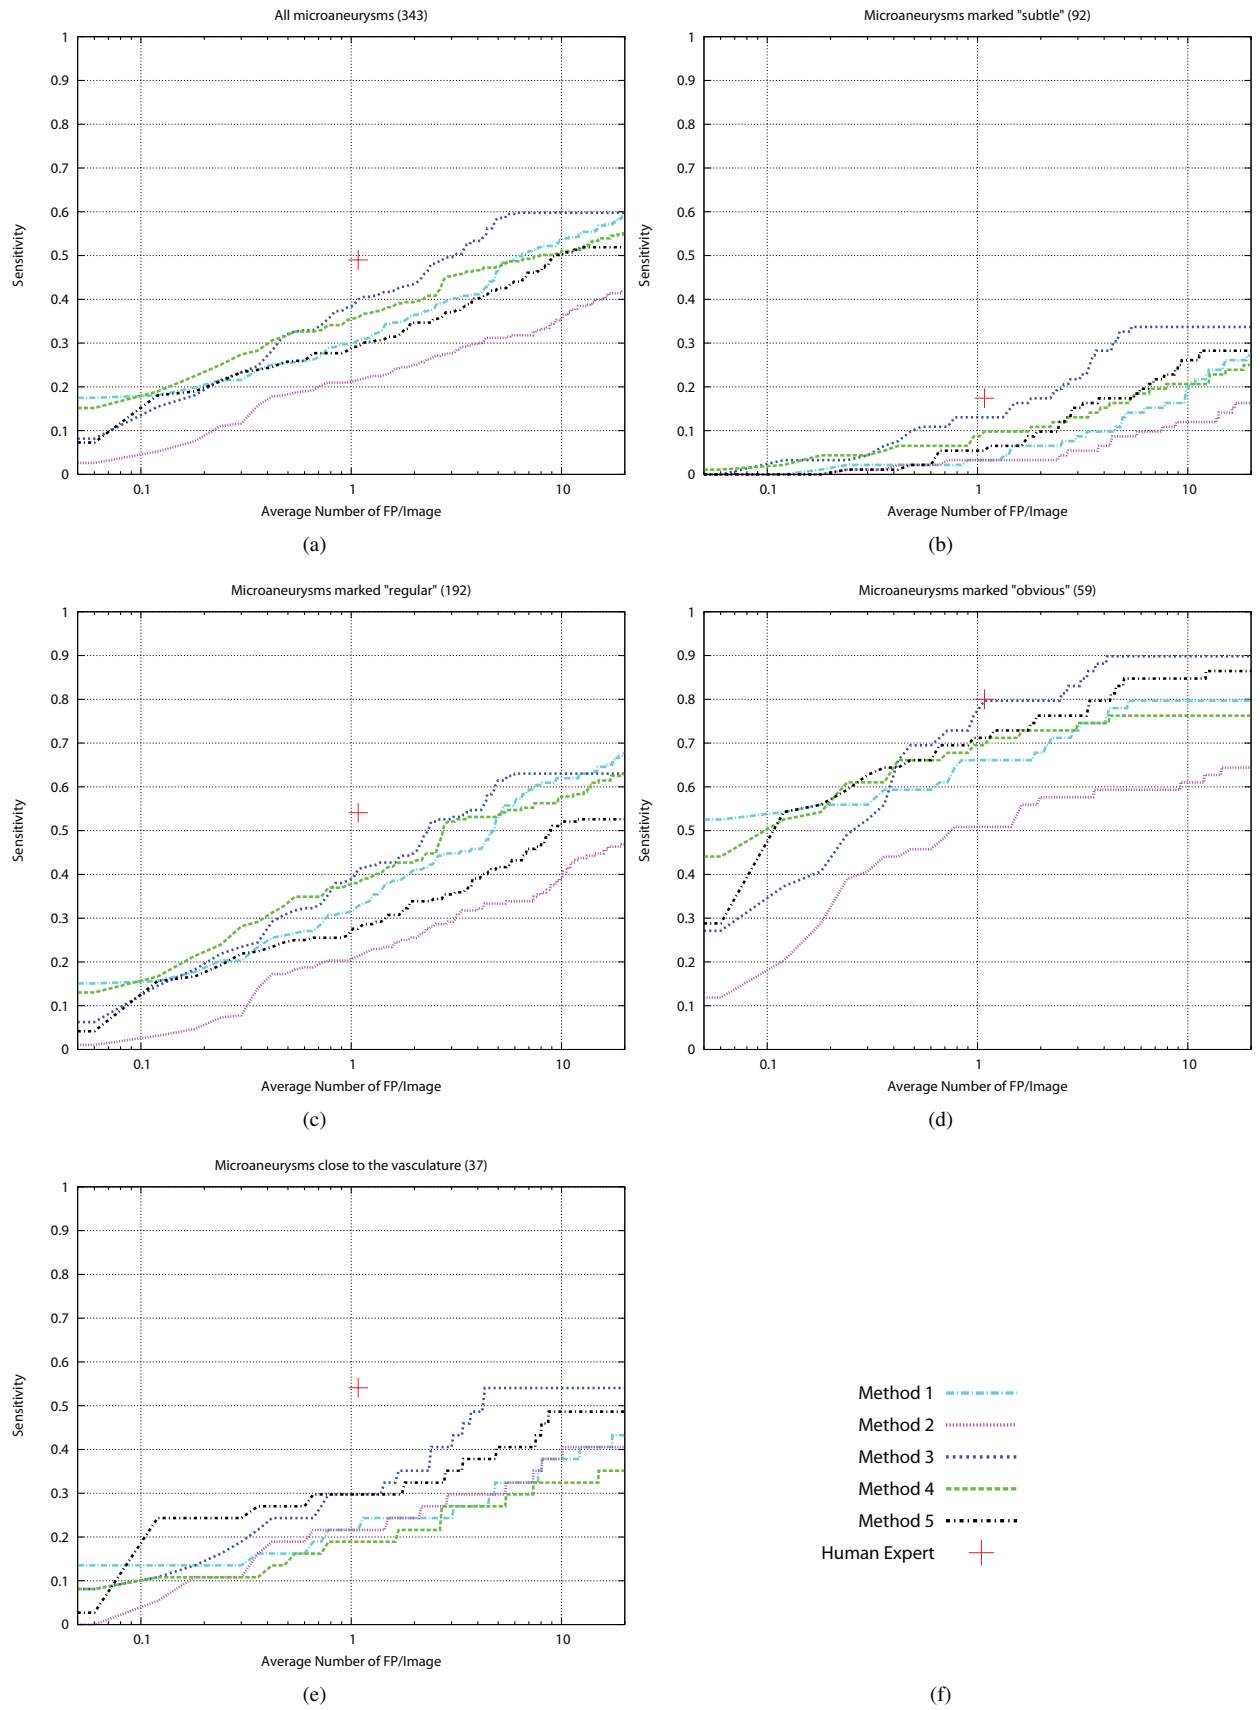 All microaneurysms (343)
1
0.9
0.8
0.7
0.6
0.5
0.4
0.3
0.2
0.1
0
Sensitivity
0.1 1 10
Average Number of FP/Image
(a)
Microaneurysms marked "subtle" (92)
1
0.9
0.8
0.7
0.6
0.5
0.4
0.3
0.2
0.1
0
Sensitivity
0.1 1 10
Average Number of FP/Image
(b)
Microaneurysms marked "regular" (192)
1
0.9
0.8
0.7
0.6
0.5
0.4
0.3
0.2
0.1
0
Sensitivity
0.1 1 10
Average Number of FP/Image
(c)
Microaneurysms marked "obvious" (59)
1
0.9
0.8
0.7
0.6
0.5
0.4
0.3
0.2
0.1
0
Sensitivity
0.1 1 10
Average Number of FP/Image
(d)
Microaneurysms close to the vasculature (37)
1
0.9
0.8
0.7
0.6
0.5
0.4
0.3
0.2
0.1
0
Sensitivity
0.1 1 10
Average Number of FP/Image
(e)
Method 1
Method 2
Method 3
Method 4
Method 5
Human Expert
(f)